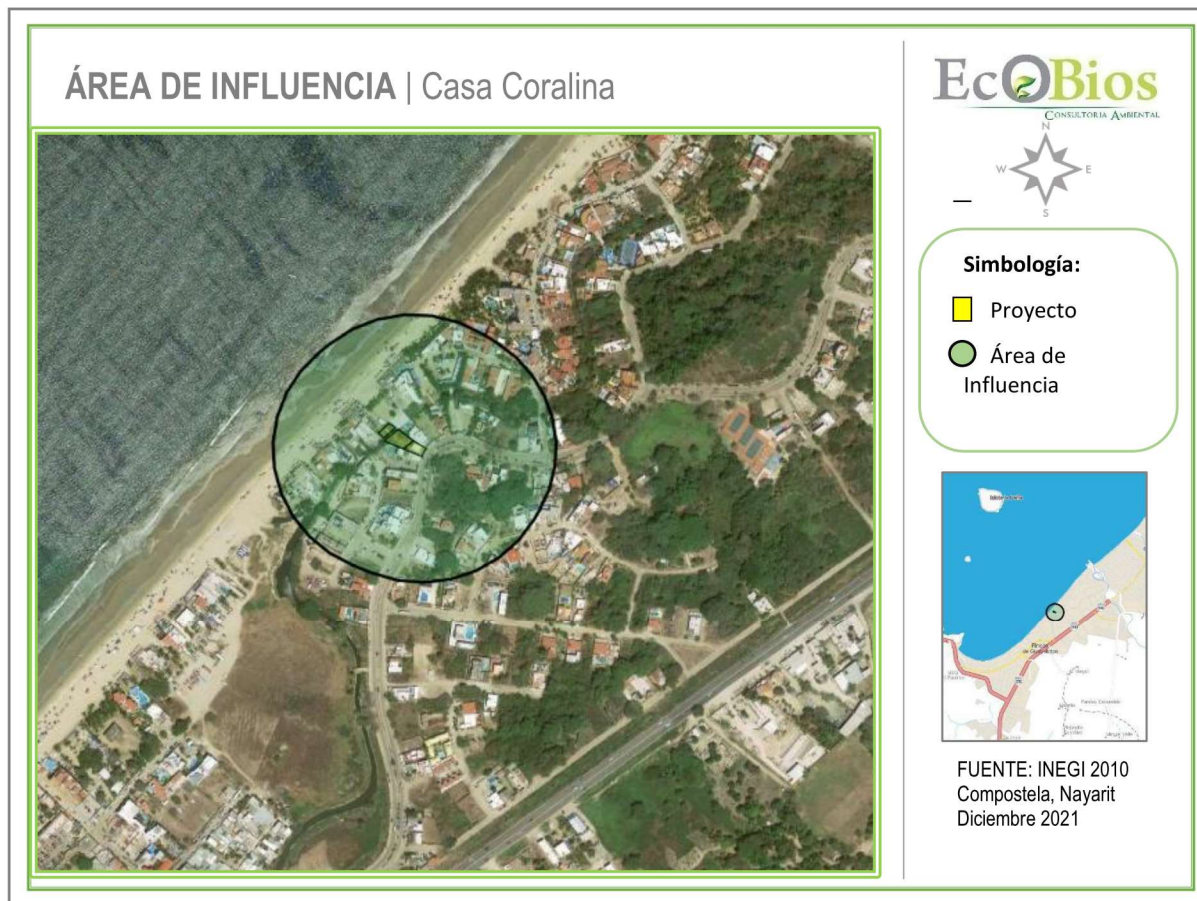 ÁREA DE INFLUENCIA | Casa Coralina
EcOBios
CONSULTORIA AMBIENTAL
N
W
E
S
Simbología:
Proyecto
Área de
Influencia
FUENTE: INEGI 2010
Compostela, Nayarit
Diciembre 2021